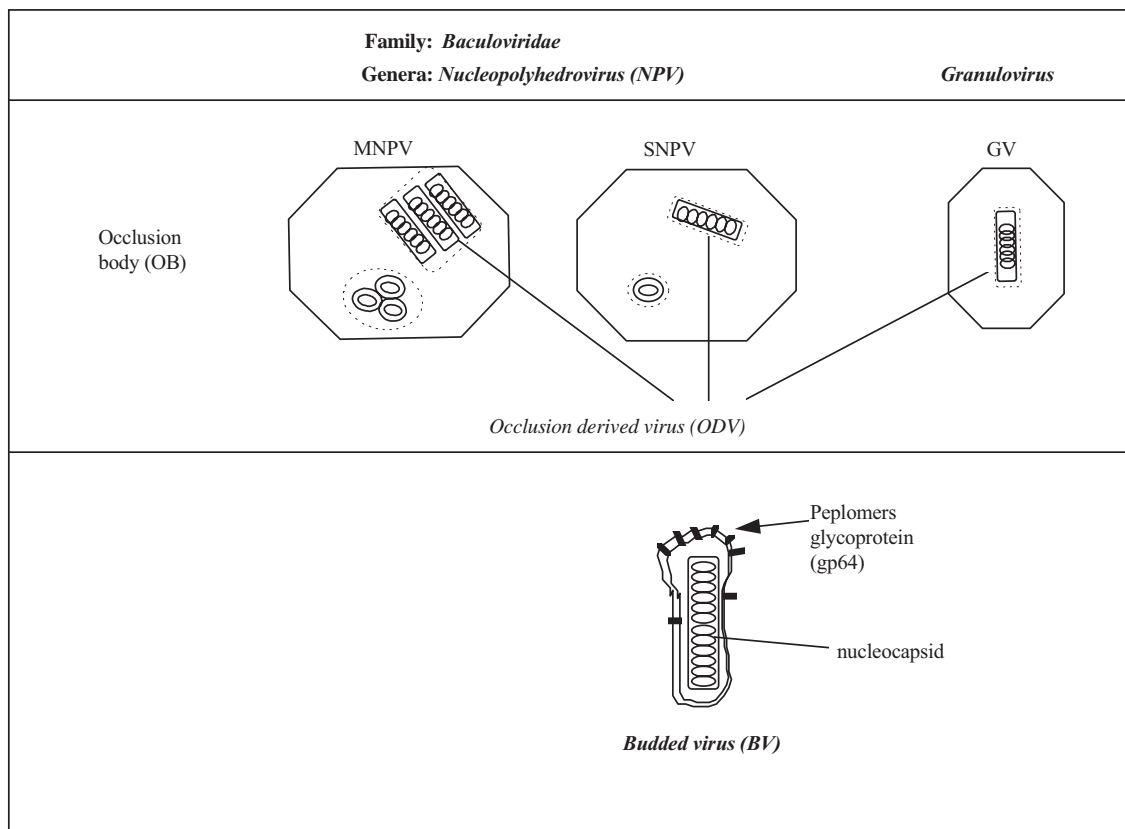 Family: Baculoviridae
Genera: Nucleopolyhedrovirus (NPV) Granulovirus
MNPV SNPV GV
Occlusion
body (OB)
Occlusion derived virus (ODV)
Peplomers
glycoprotein
(gp64)
nucleocapsid
Budded virus (BV)